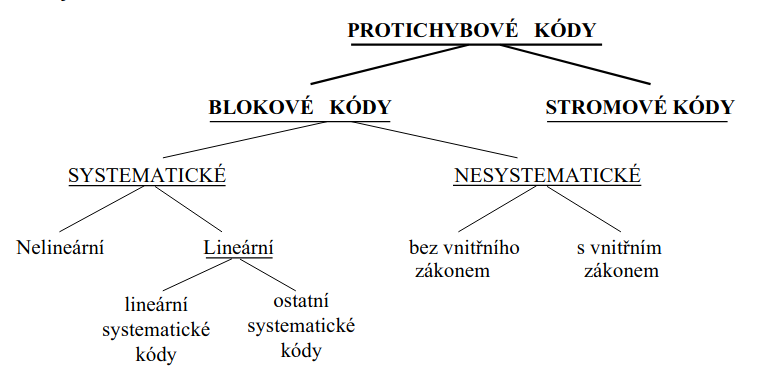 PROTICHYBOVÉ KÓDY
BLOKOVÉ KÓDY
STROMOVÉ KÓDY
SYSTEMATICKÉ
NESYSTEMATICKÉ
Nelineární
Lineární
bez vnitřního
zákonem
s vnitřním
zákonem
lineární
systematické
kódy
ostatní
systematické
kódy